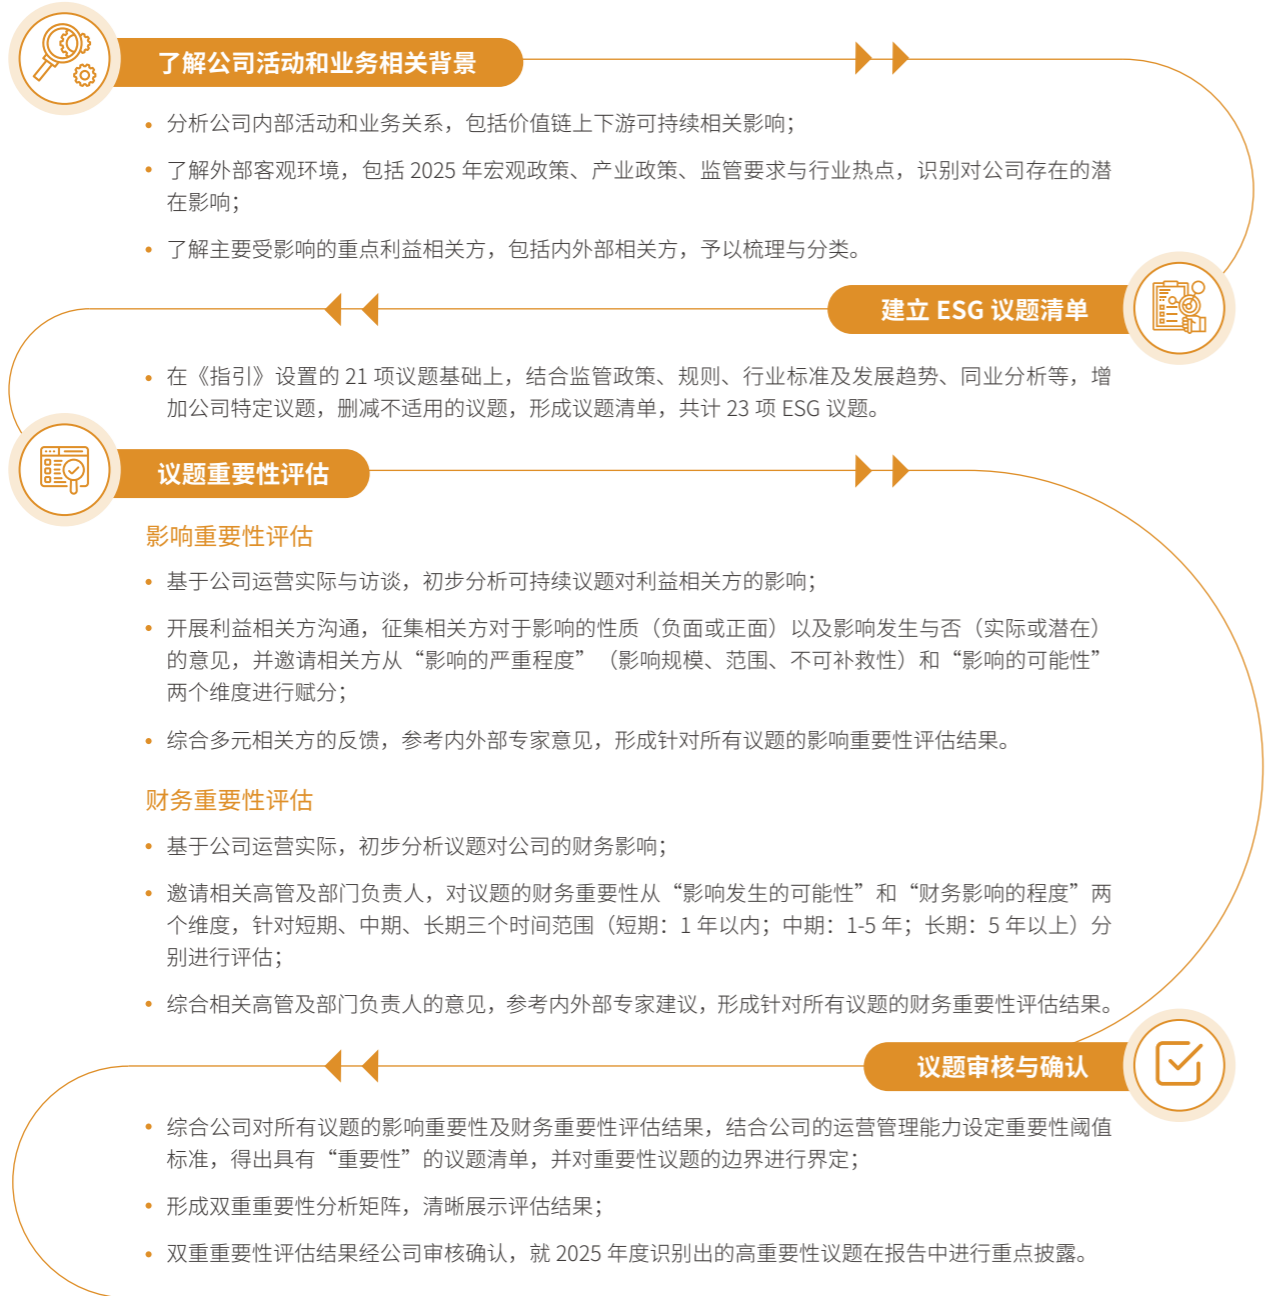 了解公司活动和业务相关背景
• 分析公司内部活动和业务关系，包括价值链上下游可持续相关影响；
• 了解外部客观环境，包括 2025 年宏观政策、产业政策、监管要求与行业热点，识别对公司存在的潜
在影响；
• 了解主要受影响的重点利益相关方，包括内外部相关方，予以梳理与分类。
建立 ESG 议题清单
• 在《指引》设置的 21 项议题基础上，结合监管政策、规则、行业标准及发展趋势、同业分析等，增
加公司特定议题，删减不适用的议题，形成议题清单，共计 23 项 ESG 议题。
议题重要性评估
影响重要性评估
• 基于公司运营实际与访谈，初步分析可持续议题对利益相关方的影响；
• 开展利益相关方沟通，征集相关方对于影响的性质（负面或正面）以及影响发生与否（实际或潜在）
的意见，并邀请相关方从“影响的严重程度”（影响规模、范围、不可补救性）和“影响的可能性”
两个维度进行赋分；
• 综合多元相关方的反馈，参考内外部专家意见，形成针对所有议题的影响重要性评估结果。
财务重要性评估
• 基于公司运营实际，初步分析议题对公司的财务影响；
• 邀请相关高管及部门负责人，对议题的财务重要性从“影响发生的可能性”和“财务影响的程度”两
个维度，针对短期、中期、长期三个时间范围（短期：1 年以内；中期：1-5 年；长期：5 年以上）分
别进行评估；
• 综合相关高管及部门负责人的意见，参考内外部专家建议，形成针对所有议题的财务重要性评估结果。
议题审核与确认
• 综合公司对所有议题的影响重要性及财务重要性评估结果，结合公司的运营管理能力设定重要性阈值
标准，得出具有“重要性”的议题清单，并对重要性议题的边界进行界定；
• 形成双重重要性分析矩阵，清晰展示评估结果；
• 双重重要性评估结果经公司审核确认，就 2025 年度识别出的高重要性议题在报告中进行重点披露。